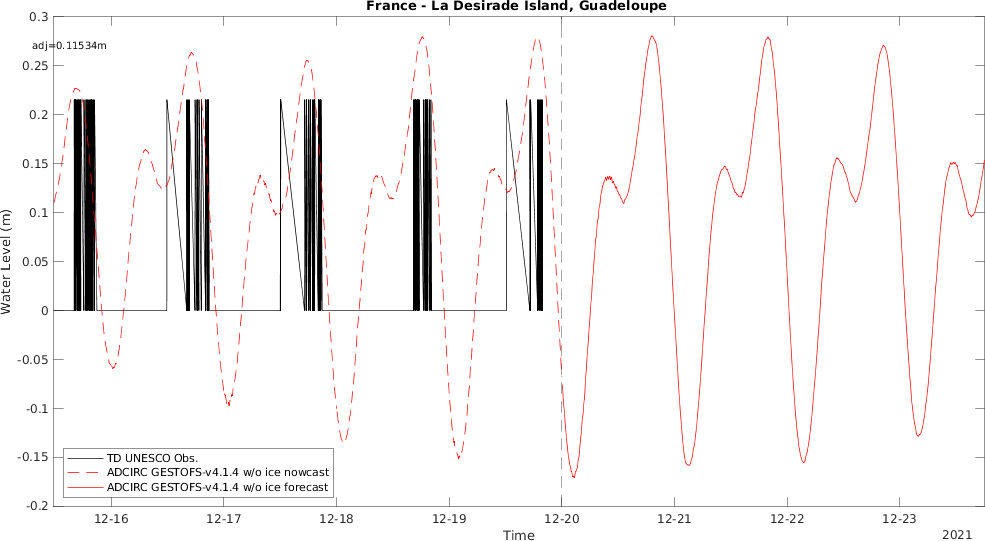 France - La Desirade Island, Guadeloupe
adj=0.11534m
0.3
0.25
0.2
0.15
0.1
0.05
0
-0.05
-0.1
-0.15
-0.2
Water Level (m)
TD UNESCO Obs.
ADCIRC GESTOFS-v4.1.4 w/o ice nowcast
ADCIRC GESTOFS-v4.1.4 w/o ice forecast
12-16 12-17 12-18 12-19 12-20 12-21 12-22 12-23
Time
2021